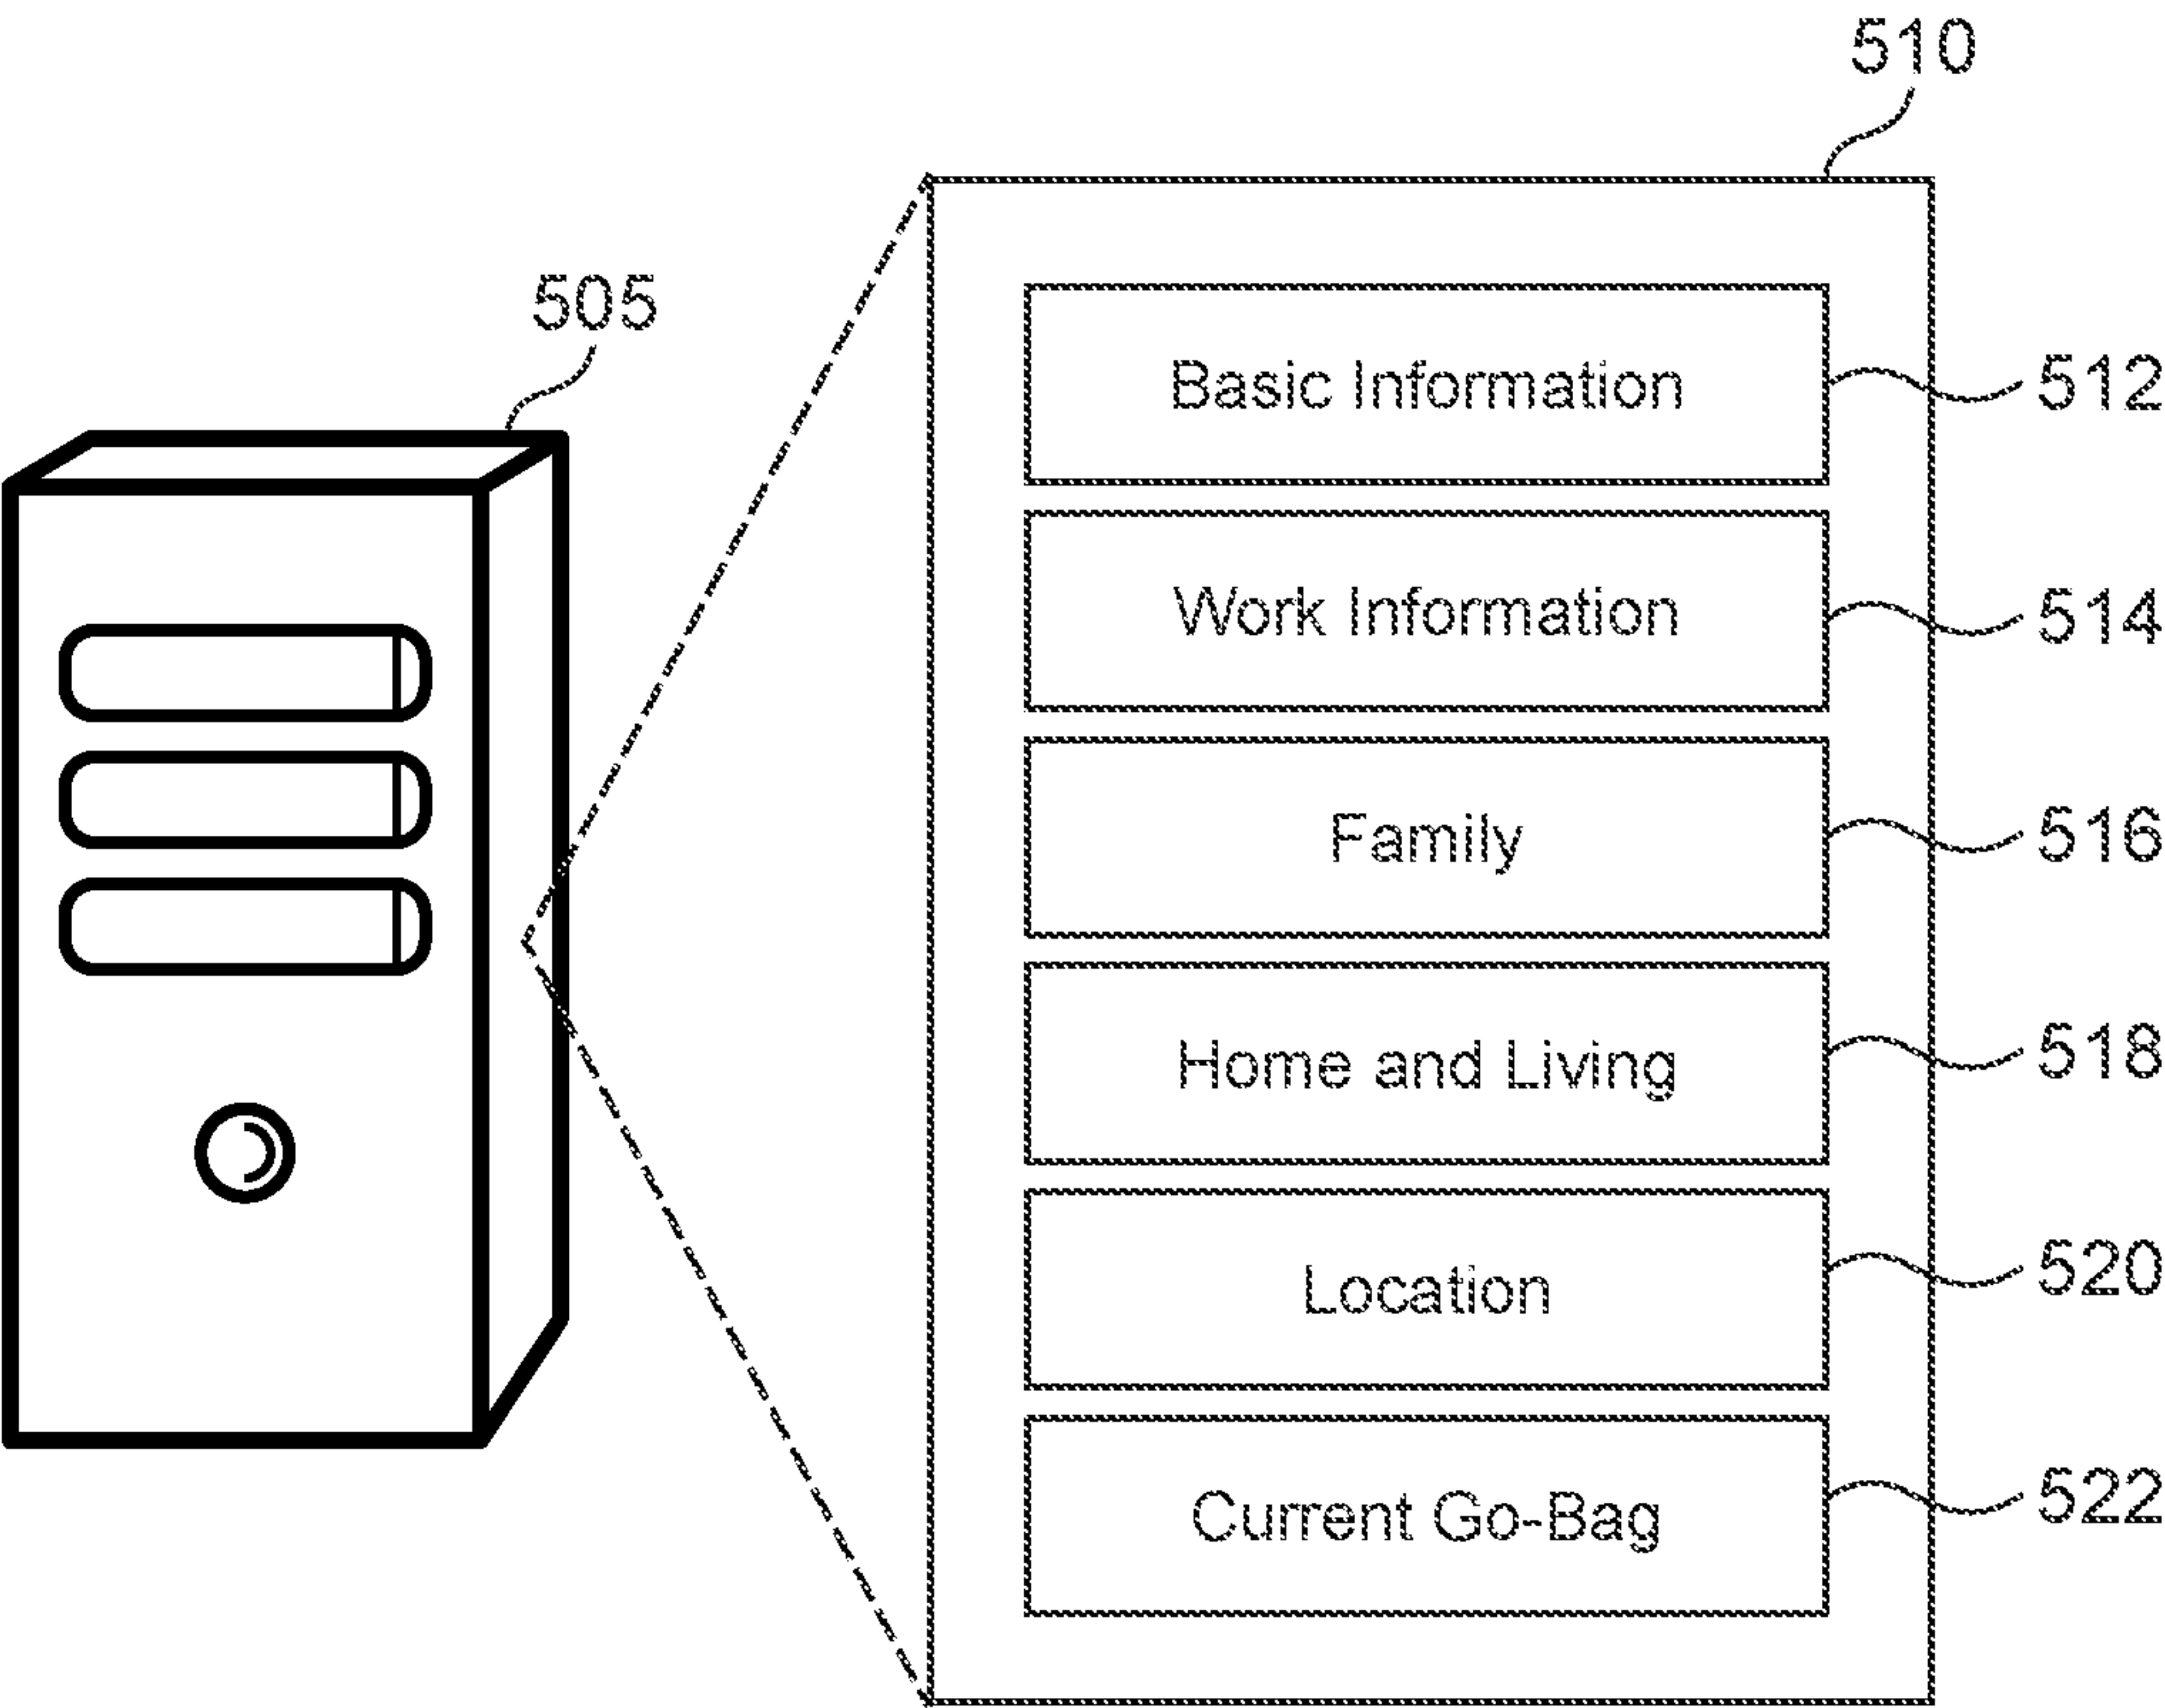 510
505
Basic Information
512
Work Information
514
Family
516
Home and Living
518
Location
520
Current Go-Bag
522